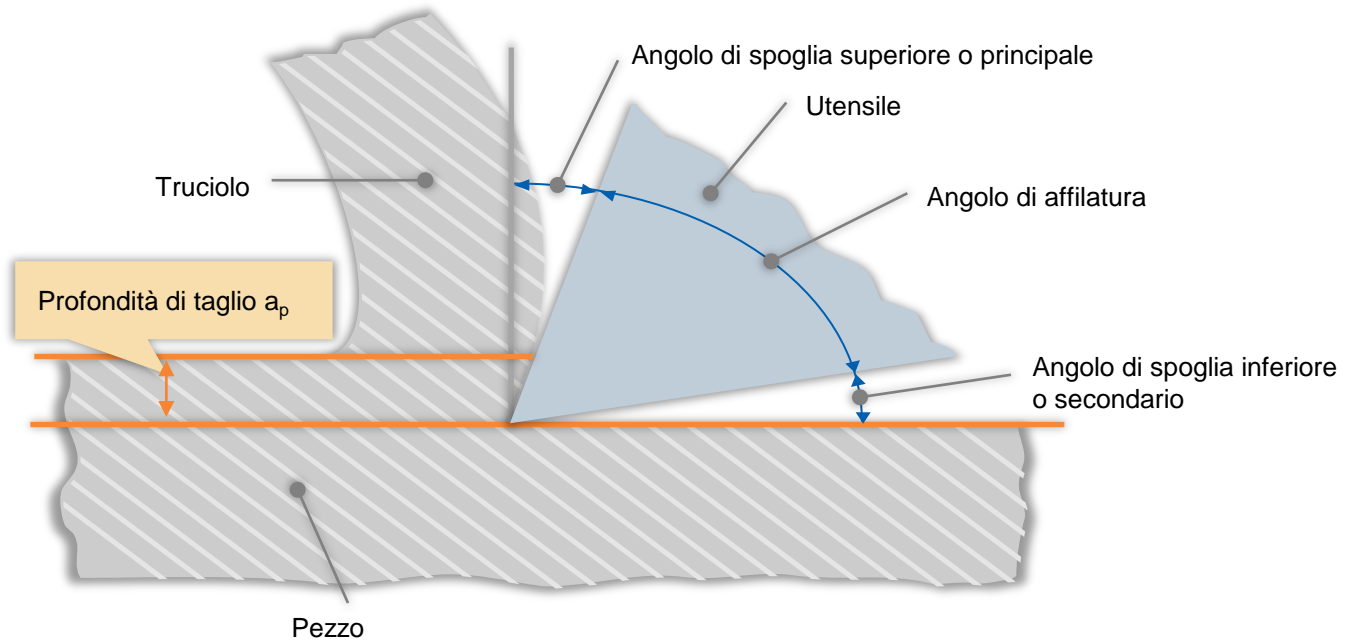 Angolo di spoglia superiore o principale
Utensile
Truciolo
Angolo di affilatura
Profondità di taglio ap
Angolo di spoglia inferiore
o secondario
Pezzo